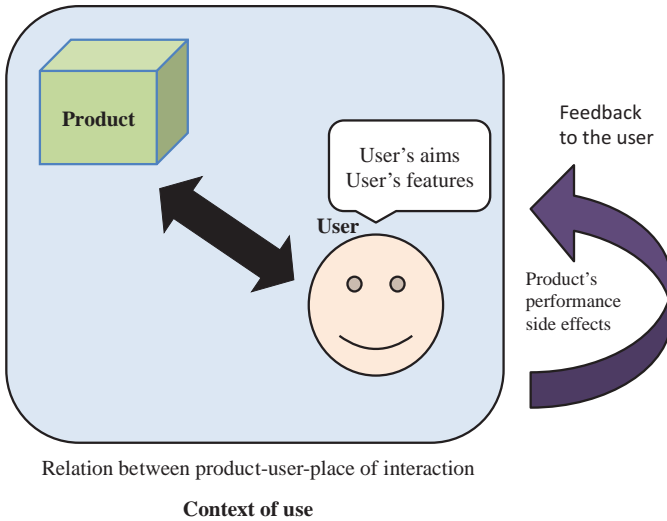 Product
User's aims
User's features
User
Feedback
to the user
Product's
performance
side effects
Relation between product-user-place of interaction
Context of use